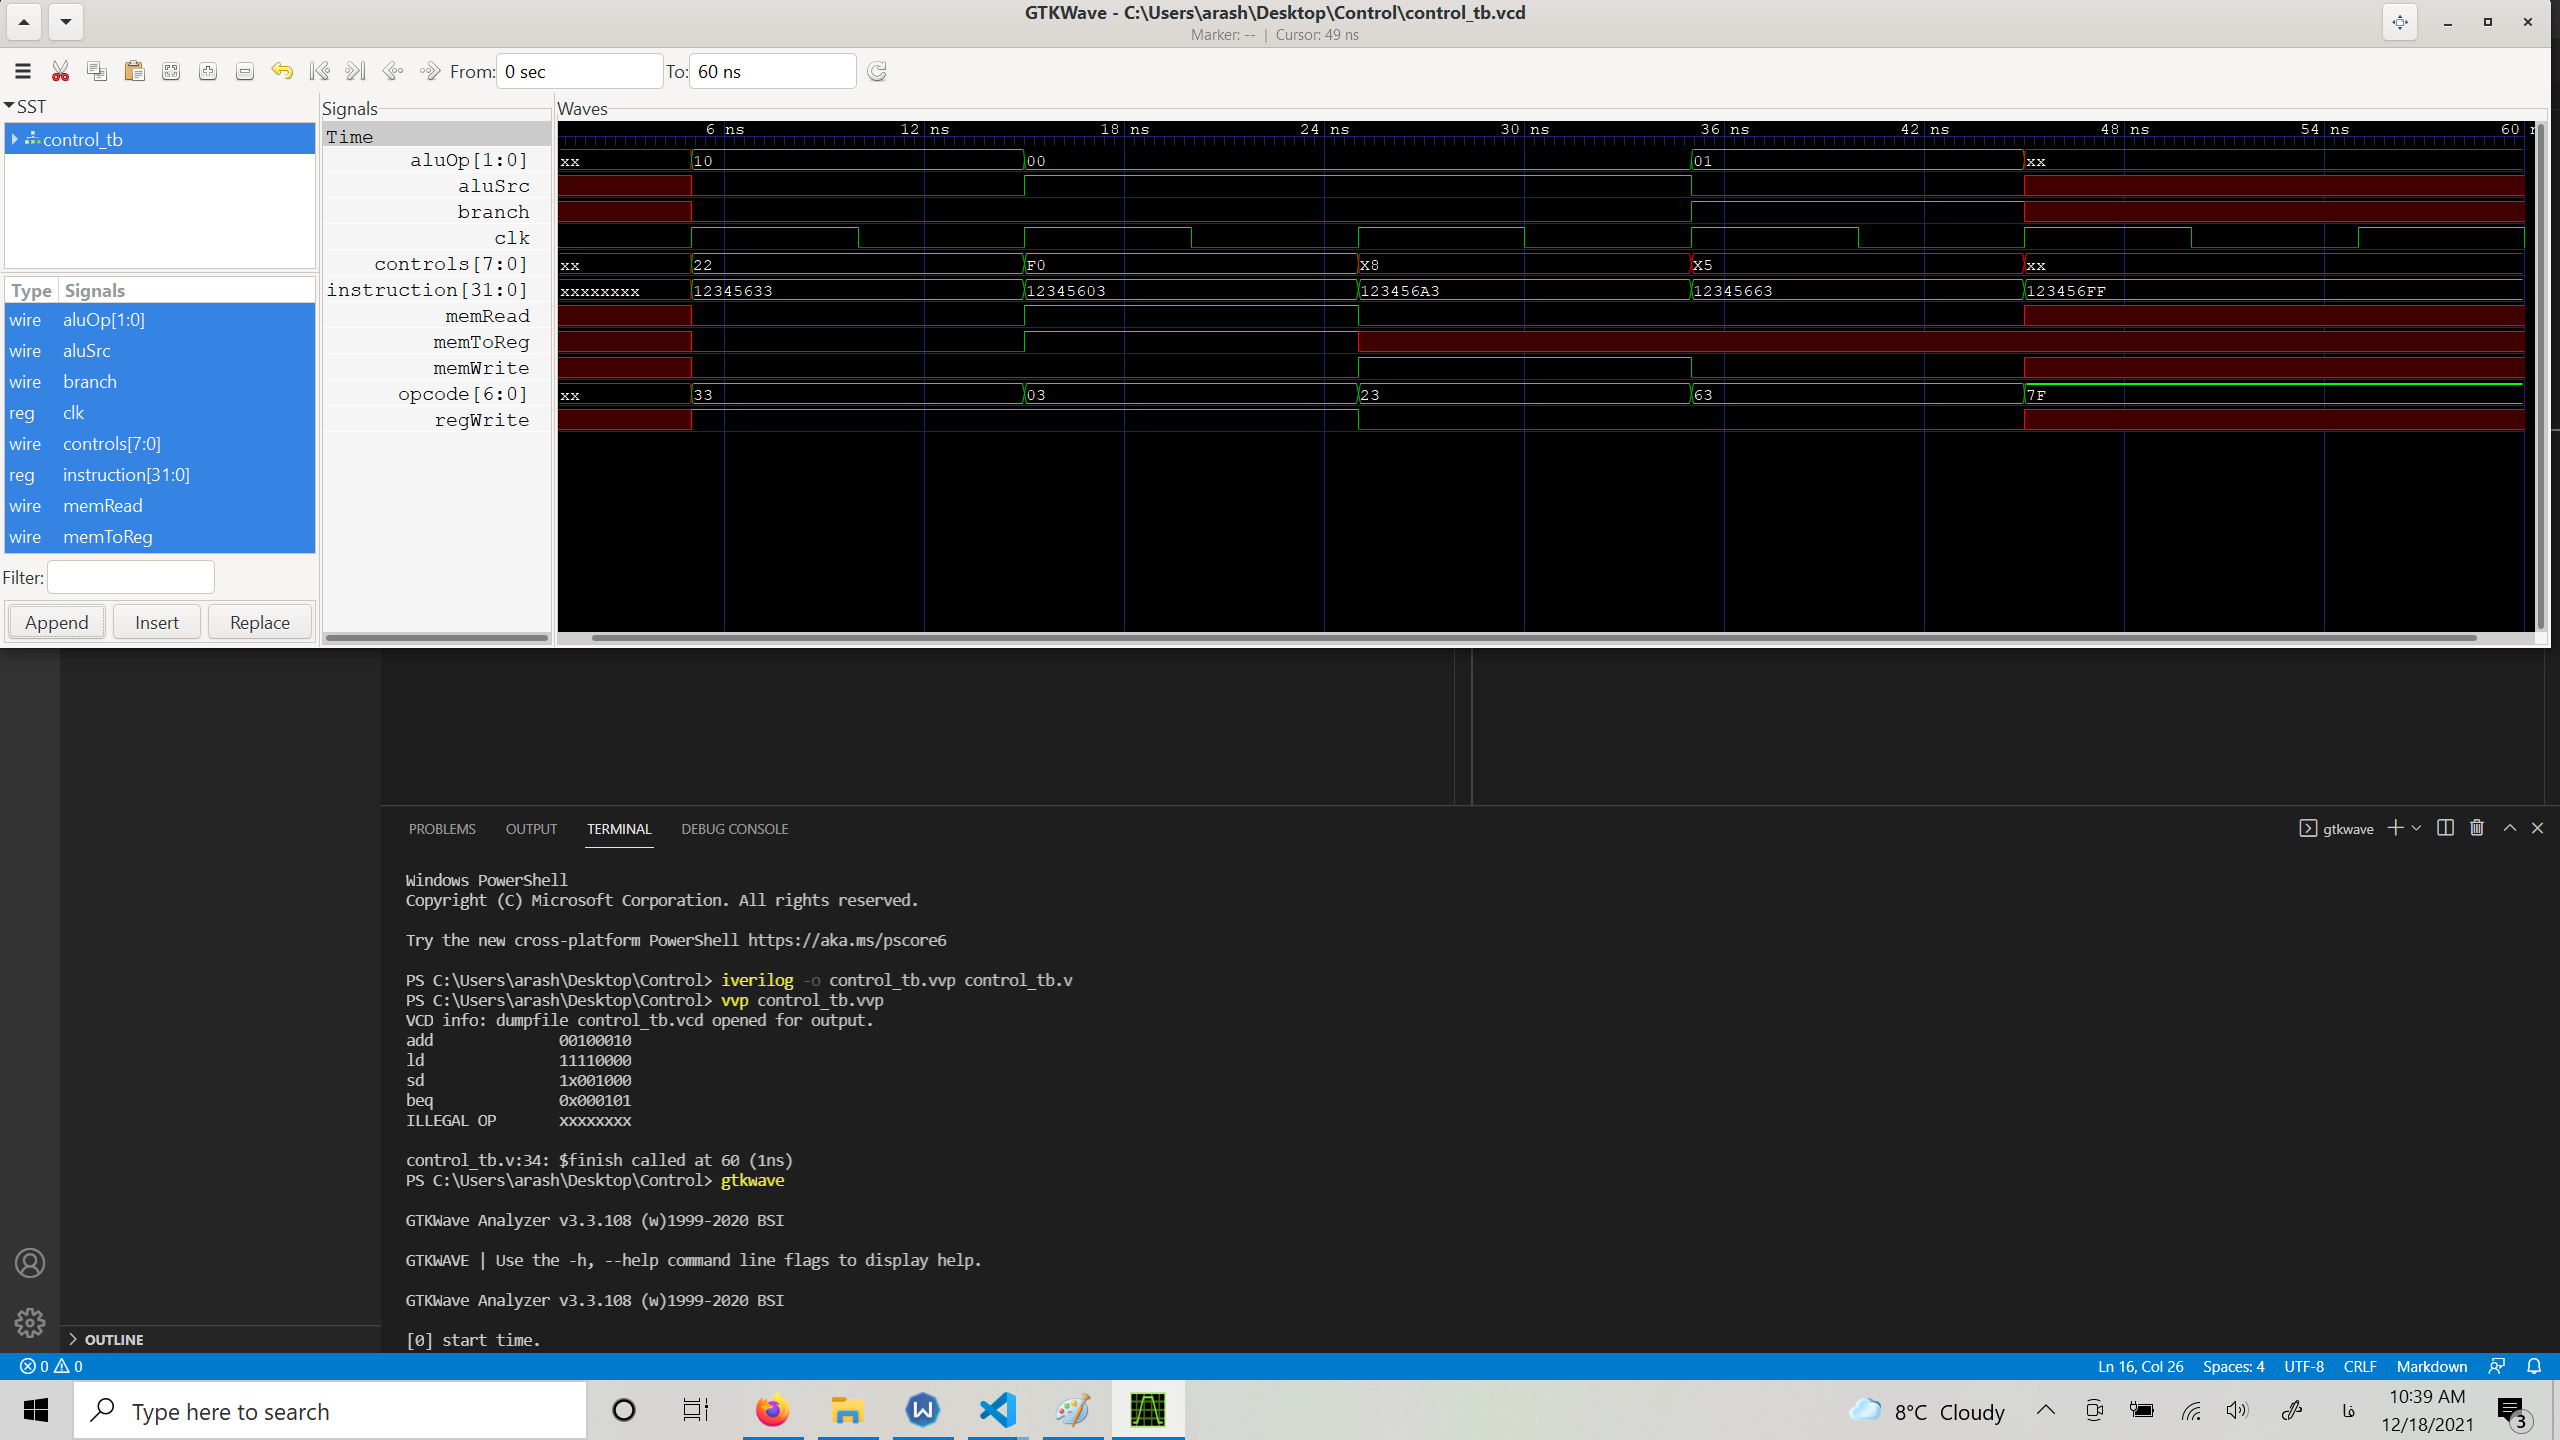 GTKWave - C:\Users\arash\Desktop\Control\control_tb.vcd
Marker: -- | Cursor: 49 ns
From: 0 sec To: 60 ns
SST
control_tb
Type Signals
wire aluOp[1:0]
wire aluSrc
wire branch
reg clk
wire controls[7:0]
reg instruction[31:0]
wire memRead
wire memToReg
Filter:
Append Insert Replace
Signals
Time
aluOp[1:0]
aluSrc
branch
clk
controls[7:0]
instruction[31:0]
memRead
memToReg
memWrite
opcode[6:0]
regWrite
Waves
6 ns 12 ns 18 ns 24 ns 30 ns 36 ns 42 ns 48 ns 54 ns 60 n
xx 10 00 01 xx
xx 22 F0 X8 X5 xx
xxxxxxxx 12345633 12345603 123456A3 12345663 123456FF
xx 33 03 23 63 7F
PROBLEMS OUTPUT TERMINAL DEBUG CONSOLE
gtkwave
Windows PowerShell
Copyright (C) Microsoft Corporation. All rights reserved.
Try the new cross-platform PowerShell https://aka.ms/pscore6
PS C:\Users\arash\Desktop\Control> iverilog -o control_tb.vvp control_tb.v
PS C:\Users\arash\Desktop\Control> vvp control_tb.vvp
VCD info: dumpfile control_tb.vcd opened for output.
add 00100010
ld 11110000
sd 1x001000
beq 0x000101
ILLEGAL OP xxxxxxxx
control_tb.v:34: $finish called at 60 (1ns)
PS C:\Users\arash\Desktop\Control> gtkwave
GTKWave Analyzer v3.3.108 (w)1999-2020 BSI
GTKWAVE | Use the -h, --help command line flags to display help.
GTKWave Analyzer v3.3.108 (w)1999-2020 BSI
[0] start time.
OUTLINE
0 0
Ln 16, Col 26 Spaces: 4 UTF-8 CRLF Markdown
Type here to search
8°C Cloudy
فا
10:39 AM
12/18/2021
3